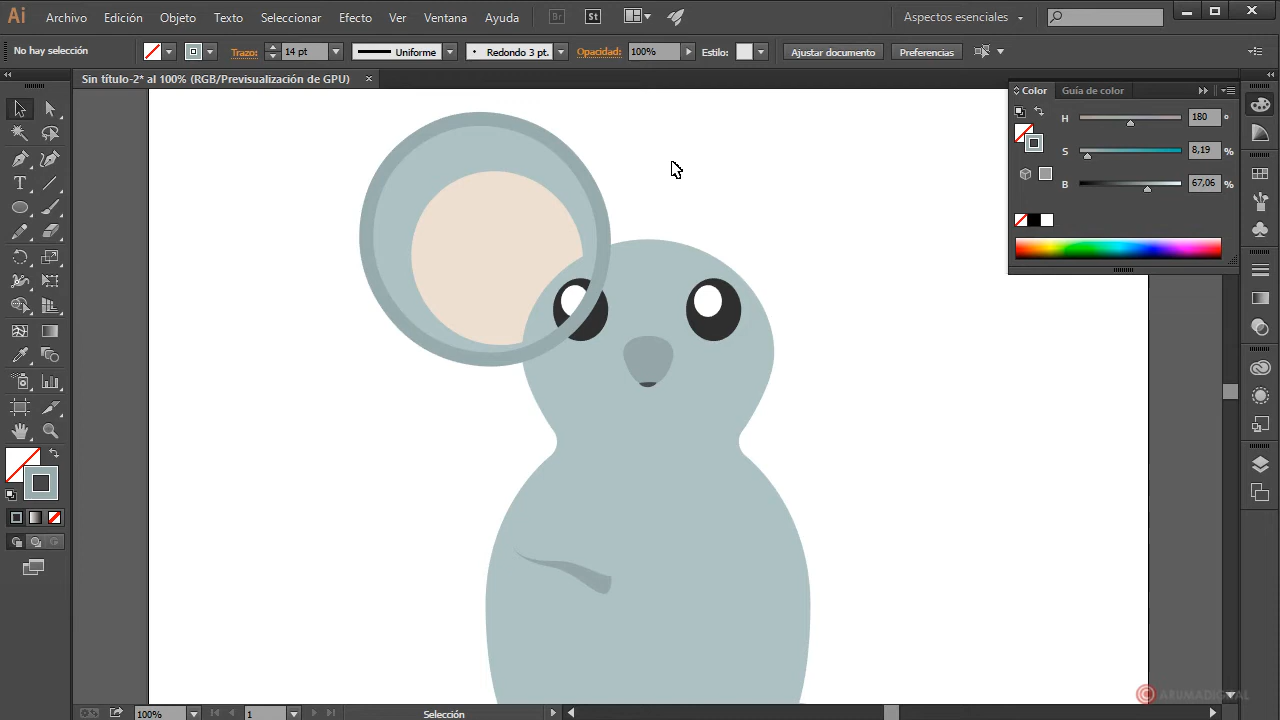 Ai Archivo Edición Objeto Texto Seleccionar Efecto Ver Ventana Ayuda Br St Aspectos esenciales
No hay selección Trazo: 14 pt Uniforme Redondo 3 pt. Opacidad: 100% Estilo: Ajustar documento Preferencias
Sin título-2* al 100% (RGB/Previsualización de GPU) ×
Color Guía de color
H 180 °
S 8,19 %
B 67,06 %
T
ARUMADIGITAL
100% 1 Selección